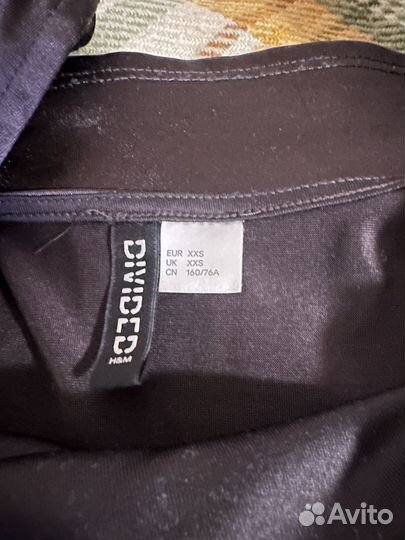 DIVIDED
H&M
EUR XXS
UK XXS
CN 160/76A
Avito